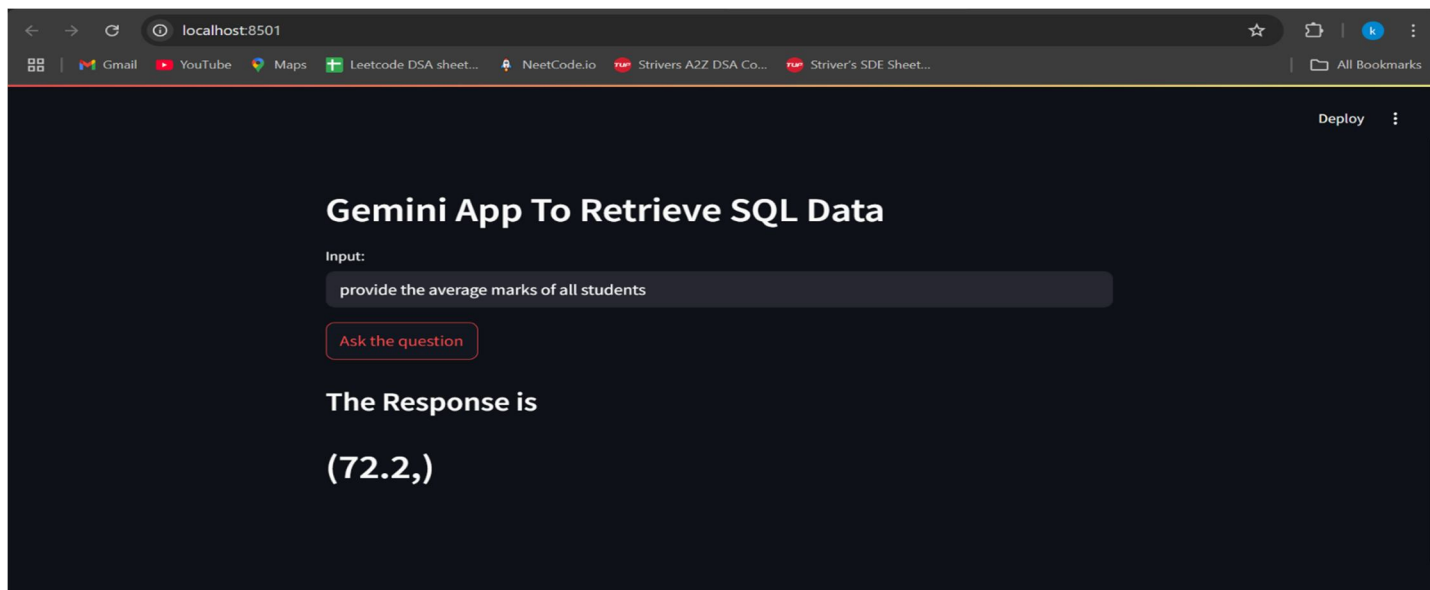 localhost:8501
Gmail YouTube Maps Leetcode DSA sheet... NeetCode.io TUF Strivers A2Z DSA Co... TUF Striver's SDE Sheet... All Bookmarks
k
Deploy
Gemini App To Retrieve SQL Data
Input:
provide the average marks of all students
Ask the question
The Response is
(72.2,)